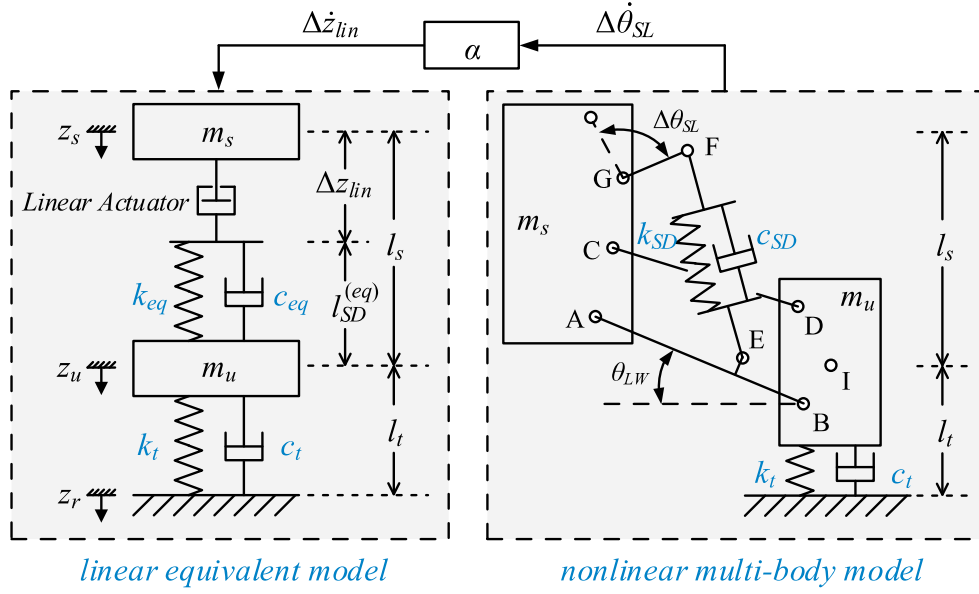 Δż_lin
α
Δθ̇_SL
z_s
m_s
Linear Actuator
Δz_lin
l_s
k_eq
c_eq
l_SD^(eq)
z_u
m_u
k_t
c_t
l_t
z_r
Δθ_SL
F
G
m_s
k_SD
c_SD
C
l_s
A
m_u
D
E
I
θ_LW
B
l_t
k_t
c_t
linear equivalent model
nonlinear multi-body model